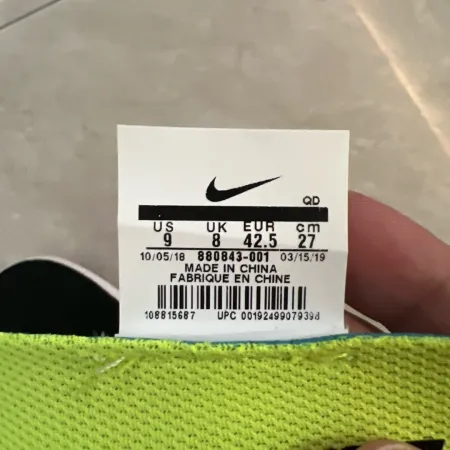 QD
US UK EUR cm
9 8 42.5 27
10/05/18 880843-001 03/15/19
MADE IN CHINA
FABRIQUE EN CHINE
108815687 UPC 00192499079398